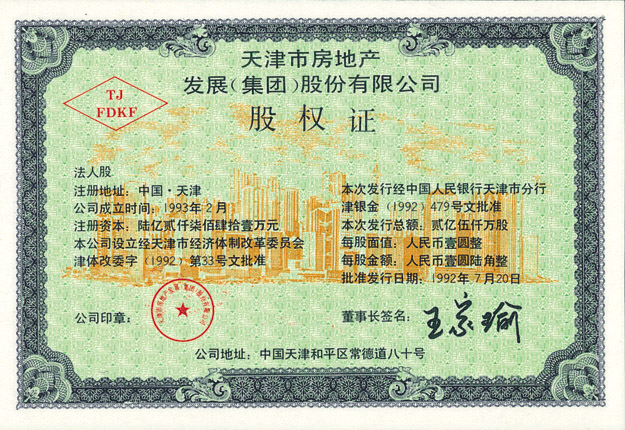 天津市房地产
发展(集团)股份有限公司
股权证
TJ
FDKF
法人股
注册地址：中国·天津
公司成立时间：1993年2月
注册资本：陆亿贰仟柒佰肆拾壹万元
本公司设立经天津市经济体制改革委员会
津体改委字（1992）第33号文批准
本次发行经中国人民银行天津市分行
津银金（1992）479号文批准
本次发行总额：贰亿伍仟万股
每股面值：人民币壹圆整
每股金额：人民币壹圆陆角整
批准发行日期：1992年7月20日
公司印章：
董事长签名：
王家瑜
公司地址：中国天津和平区常德道八十号